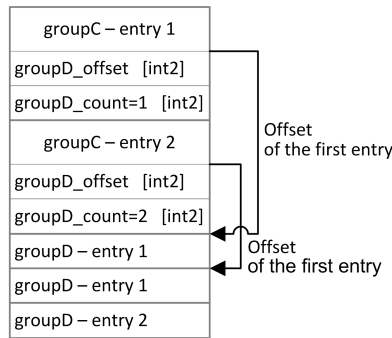 groupC – entry 1
groupD_offset [int2]
groupD_count=1 [int2]
groupC – entry 2
groupD_offset [int2]
groupD_count=2 [int2]
groupD – entry 1
groupD – entry 1
groupD – entry 2
Offset
of the first entry
Offset
of the first entry